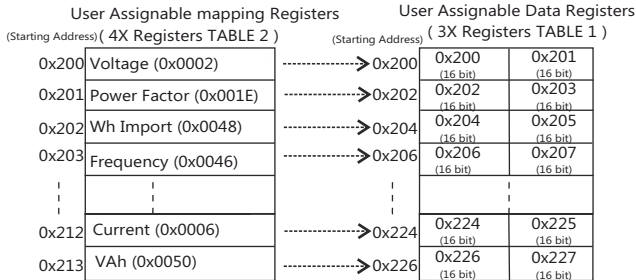 User Assignable mapping Registers
(Starting Address) ( 4X Registers TABLE 2 )
User Assignable Data Registers
(Starting Address) ( 3X Registers TABLE 1 )
0x200 Voltage (0x0002) 0x200 0x200 (16 bit) 0x201 (16 bit)
0x201 Power Factor (0x001E) 0x202 0x202 (16 bit) 0x203 (16 bit)
0x202 Wh Import (0x0048) 0x204 0x204 (16 bit) 0x205 (16 bit)
0x203 Frequency (0x0046) 0x206 0x206 (16 bit) 0x207 (16 bit)
0x212 Current (0x0006) 0x224 0x224 (16 bit) 0x225 (16 bit)
0x213 VAh (0x0050) 0x226 0x226 (16 bit) 0x227 (16 bit)